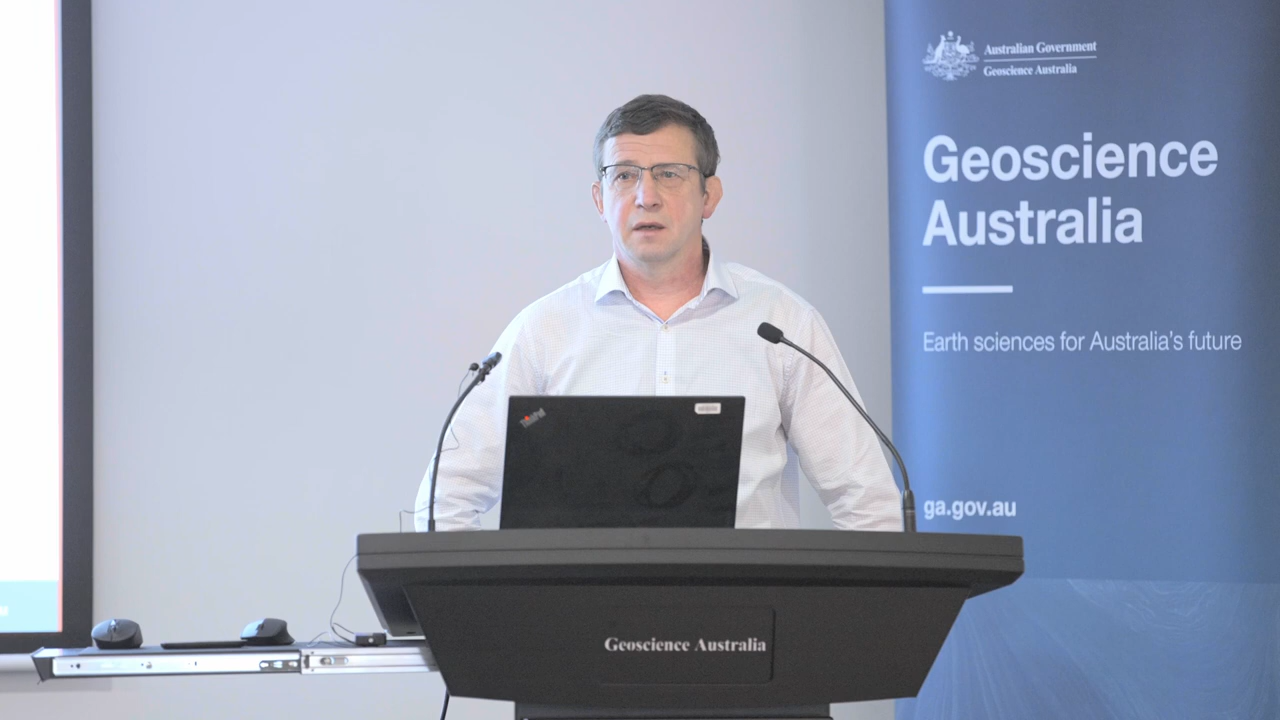 Australian Government
Geoscience Australia
Geoscience
Australia
Earth sciences for Australia's future
ga.gov.au
ThinkPad
Geoscience Australia